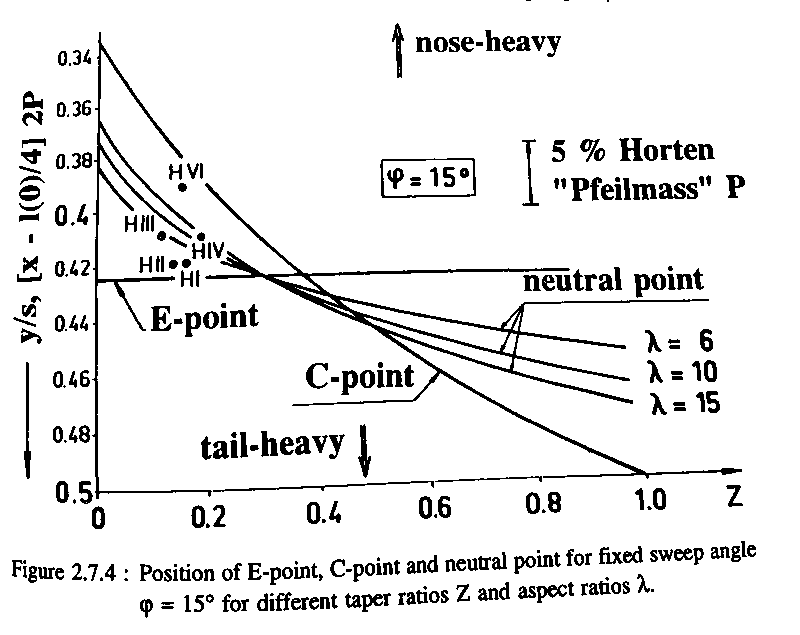 nose-heavy
0.34
0.36
0.38
0.4
0.42
0.44
0.46
0.48
0.5
y/s, [x - l(0)/4] 2P
H VI
φ = 15°
5 % Horten
"Pfeilmass" P
H III
H IV
H II
H I
E-point
neutral point
λ = 6
λ = 10
λ = 15
C-point
tail-heavy
0 0.2 0.4 0.6 0.8 1.0 Z
Figure 2.7.4 : Position of E-point, C-point and neutral point for fixed sweep angle
φ = 15° for different taper ratios Z and aspect ratios λ.